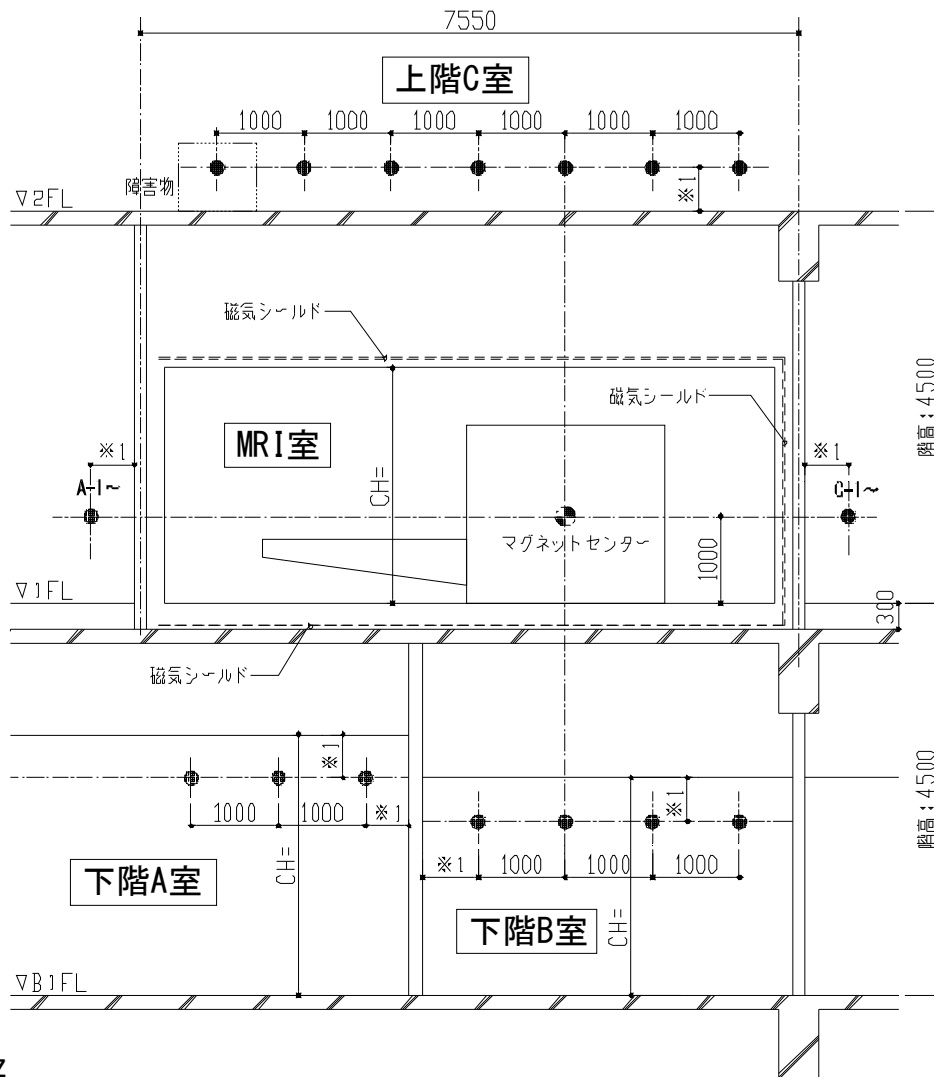 7550
上階C室
1000 1000 1000 1000 1000 1000
障害物
※1
▽2FL
磁気シールド
磁気シールド
階高:4500
MRI室
CH=
※1
※1
A-1~
C-1~
マグネットセンター
1000
▽1FL
300
磁気シールド
※1
※1
1000 1000 ※1
階高:4500
※1 1000 1000 1000
下階A室
CH=
下階B室
CH=
▽B1FL